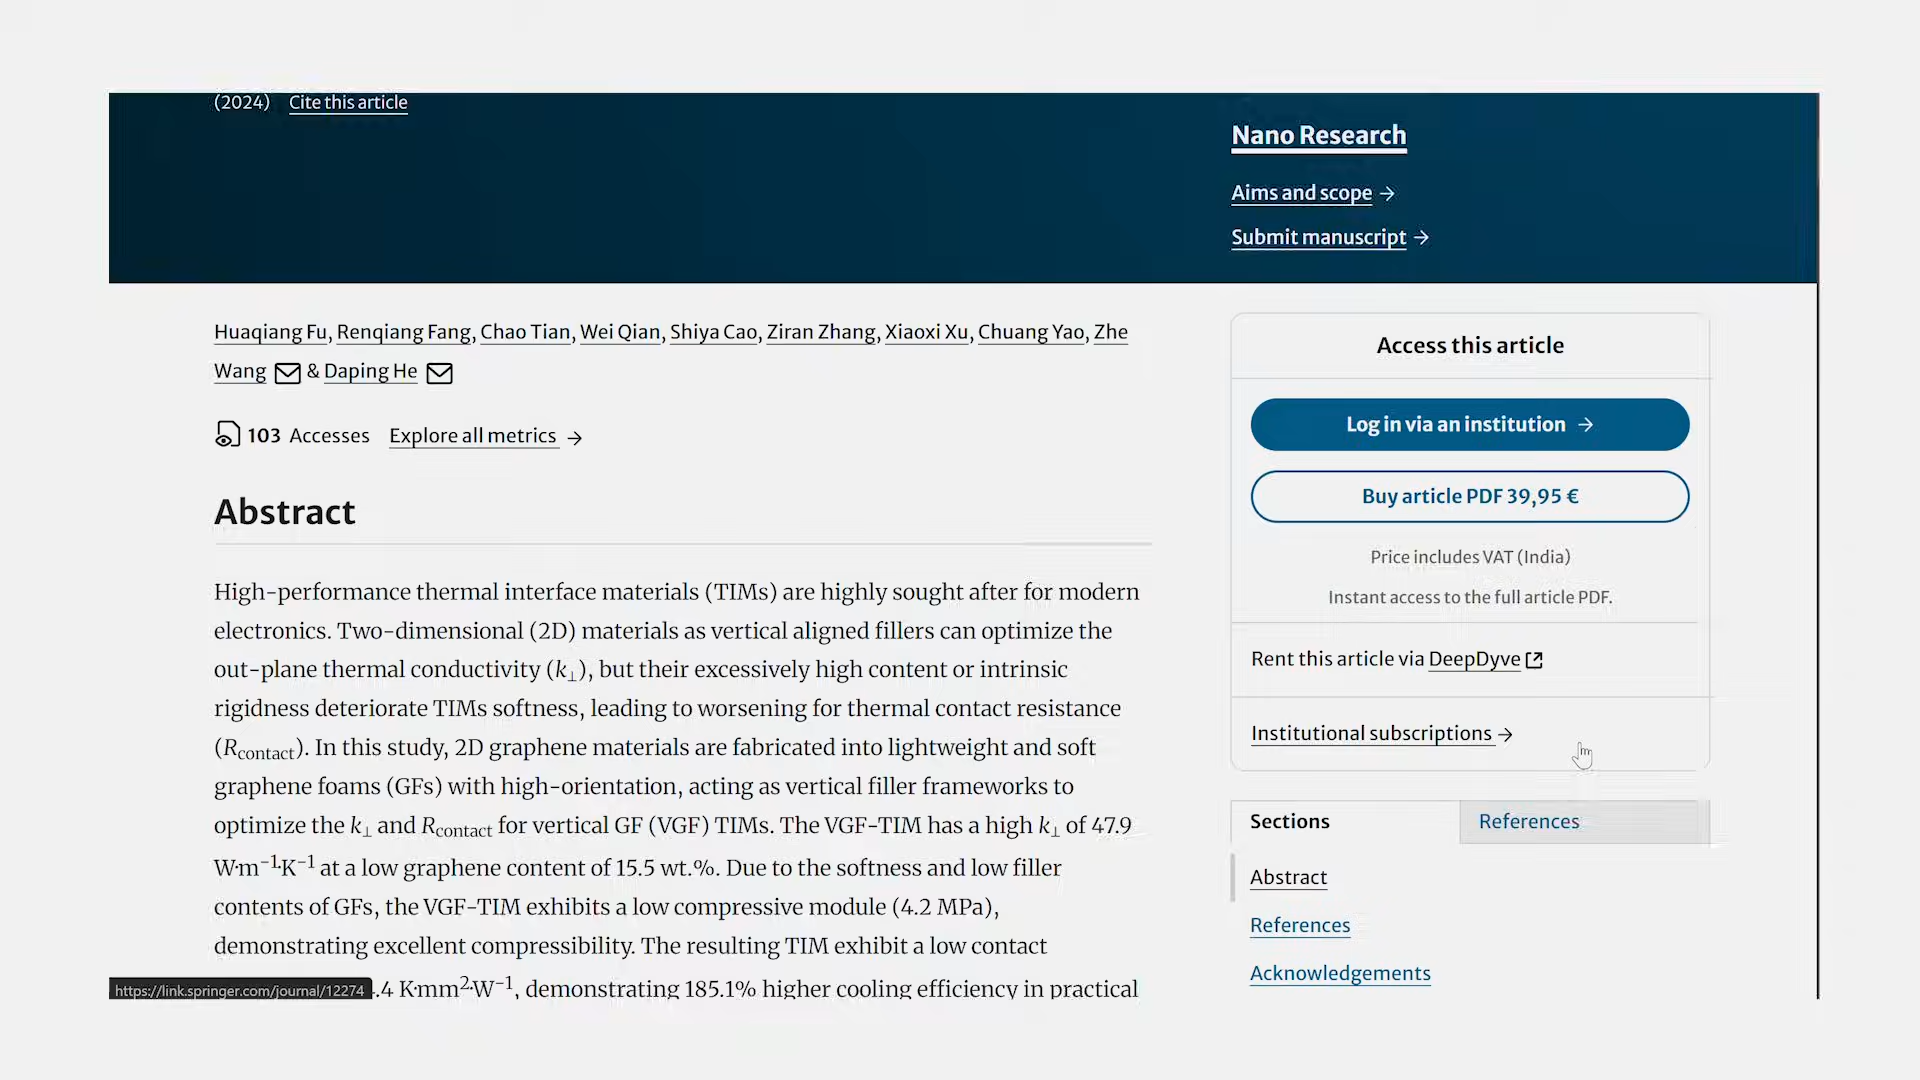 (2024) Cite this article
Nano Research
Aims and scope →
Submit manuscript →
Huaqiang Fu, Renqiang Fang, Chao Tian, Wei Qian, Shiya Cao, Ziran Zhang, Xiaoxi Xu, Chuang Yao, Zhe
Wang & Daping He
103 Accesses Explore all metrics →
Abstract
High-performance thermal interface materials (TIMs) are highly sought after for modern
electronics. Two-dimensional (2D) materials as vertical aligned fillers can optimize the
out-plane thermal conductivity (k⊥), but their excessively high content or intrinsic
rigidness deteriorate TIMs softness, leading to worsening for thermal contact resistance
(Rcontact). In this study, 2D graphene materials are fabricated into lightweight and soft
graphene foams (GFs) with high-orientation, acting as vertical filler frameworks to
optimize the k⊥ and Rcontact for vertical GF (VGF) TIMs. The VGF-TIM has a high k⊥ of 47.9
W·m⁻¹·K⁻¹ at a low graphene content of 15.5 wt.%. Due to the softness and low filler
contents of GFs, the VGF-TIM exhibits a low compressive module (4.2 MPa),
demonstrating excellent compressibility. The resulting TIM exhibit a low contact
.4 K·mm²·W⁻¹, demonstrating 185.1% higher cooling efficiency in practical
https://link.springer.com/journal/12274
Access this article
Log in via an institution →
Buy article PDF 39,95 €
Price includes VAT (India)
Instant access to the full article PDF.
Rent this article via DeepDyve
Institutional subscriptions →
Sections
References
Abstract
References
Acknowledgements